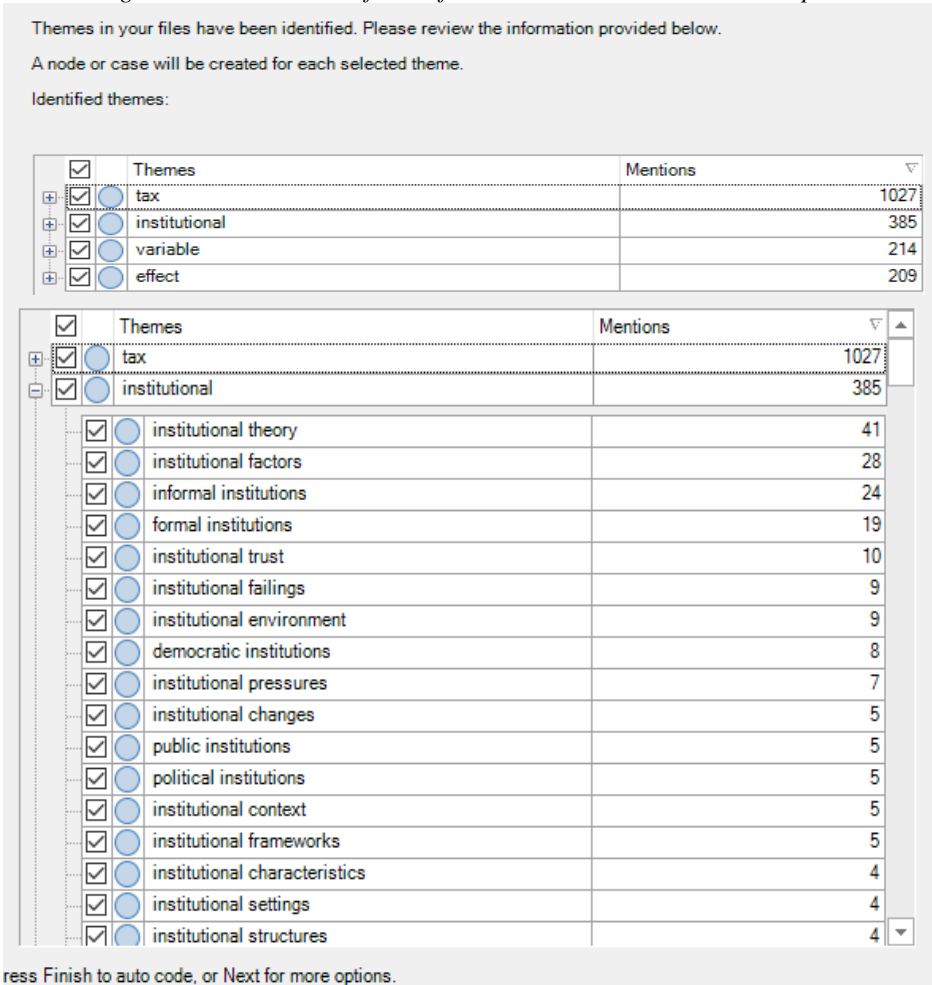 Themes in your files have been identified. Please review the information provided below.
A node or case will be created for each selected theme.
Identified themes:
Themes Mentions
tax 1027
institutional 385
variable 214
effect 209
Themes Mentions
tax 1027
institutional 385
institutional theory 41
institutional factors 28
informal institutions 24
formal institutions 19
institutional trust 10
institutional failings 9
institutional environment 9
democratic institutions 8
institutional pressures 7
institutional changes 5
public institutions 5
political institutions 5
institutional context 5
institutional frameworks 5
institutional characteristics 4
institutional settings 4
institutional structures 4
ress Finish to auto code, or Next for more options.